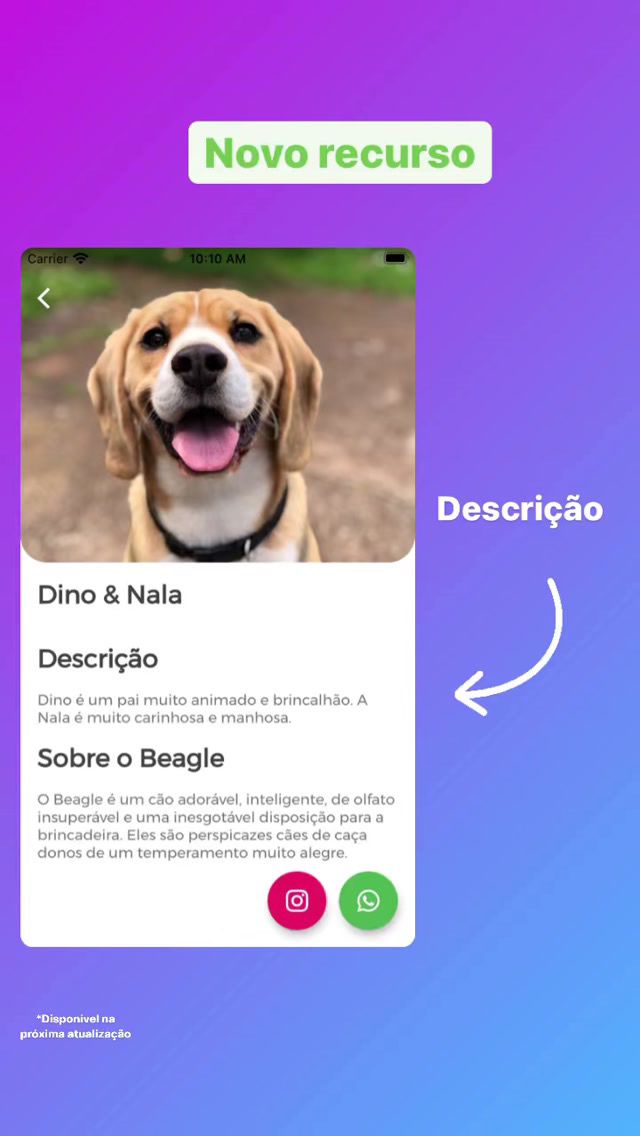 Novo recurso
Carrier 10:10 AM
Dino & Nala
Descrição
Dino é um pai muito animado e brincalhão. A
Nala é muito carinhosa e manhosa.
Sobre o Beagle
O Beagle é um cão adorável, inteligente, de olfato
insuperável e uma inesgotável disposição para a
brincadeira. Eles são perspicazes cães de caça
donos de um temperamento muito alegre.
Descrição
*Disponivel na
próxima atualização